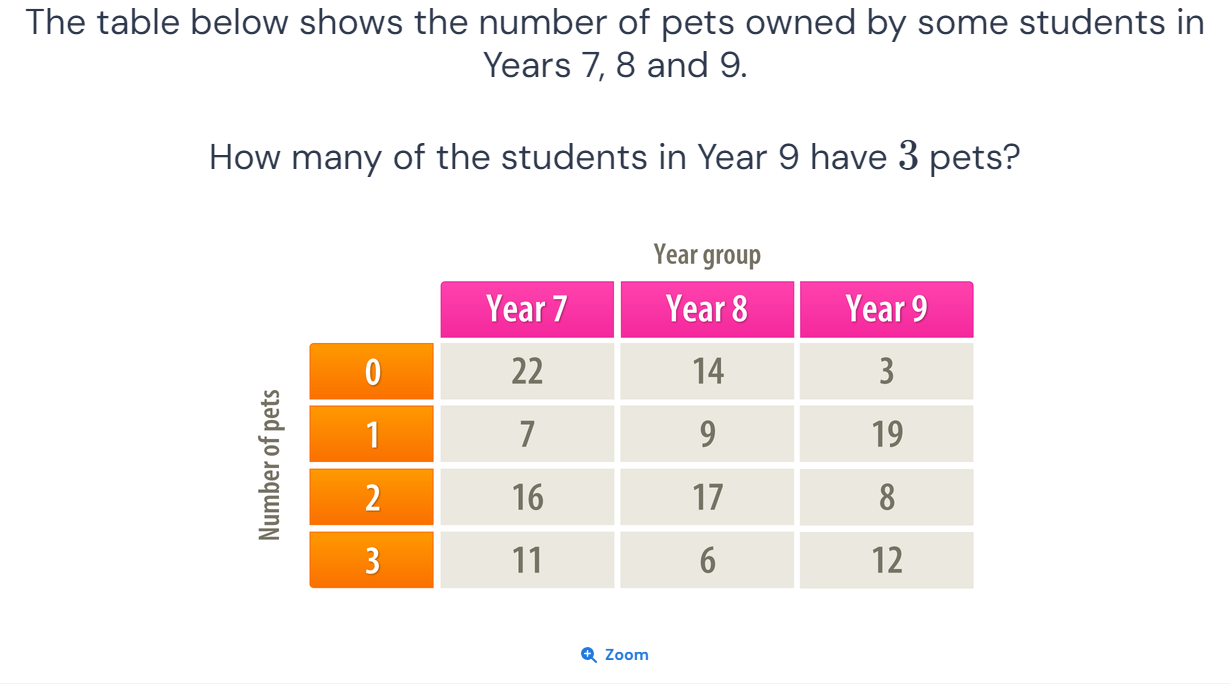 The table below shows the number of pets owned by some students in
Years 7, 8 and 9.
How many of the students in Year 9 have 3 pets?
Year group
Year 7 Year 8 Year 9
Number of pets
0 22 14 3
1 7 9 19
2 16 17 8
3 11 6 12
Zoom